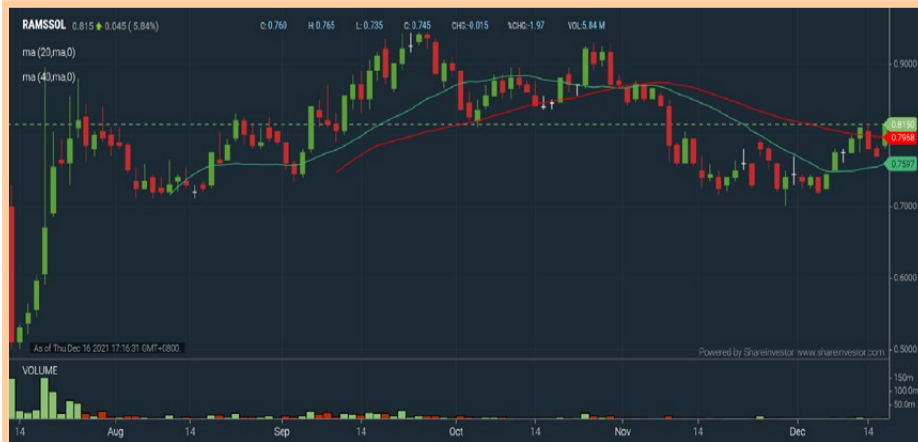 RAMSSOL 0.815 0.045 ( 5.84%) O: 0.760 H: 0.765 L: 0.735 C: 0.745 CHG:-0.015 %CHG:-1.97 VOL:5.84 M
ma (20,ma,0)
ma (40,ma,0)
0.9000
0.8150
0.7968
0.7597
0.7000
0.6000
0.5000
As of Thu Dec 16 2021 17:16:31 GMT+0800.
Powered by ShareInvestor www.shareinvestor.com
VOLUME
150m
100.0m
50.0m
14 Aug 14 Sep 14 Oct 14 Nov 14 Dec 14